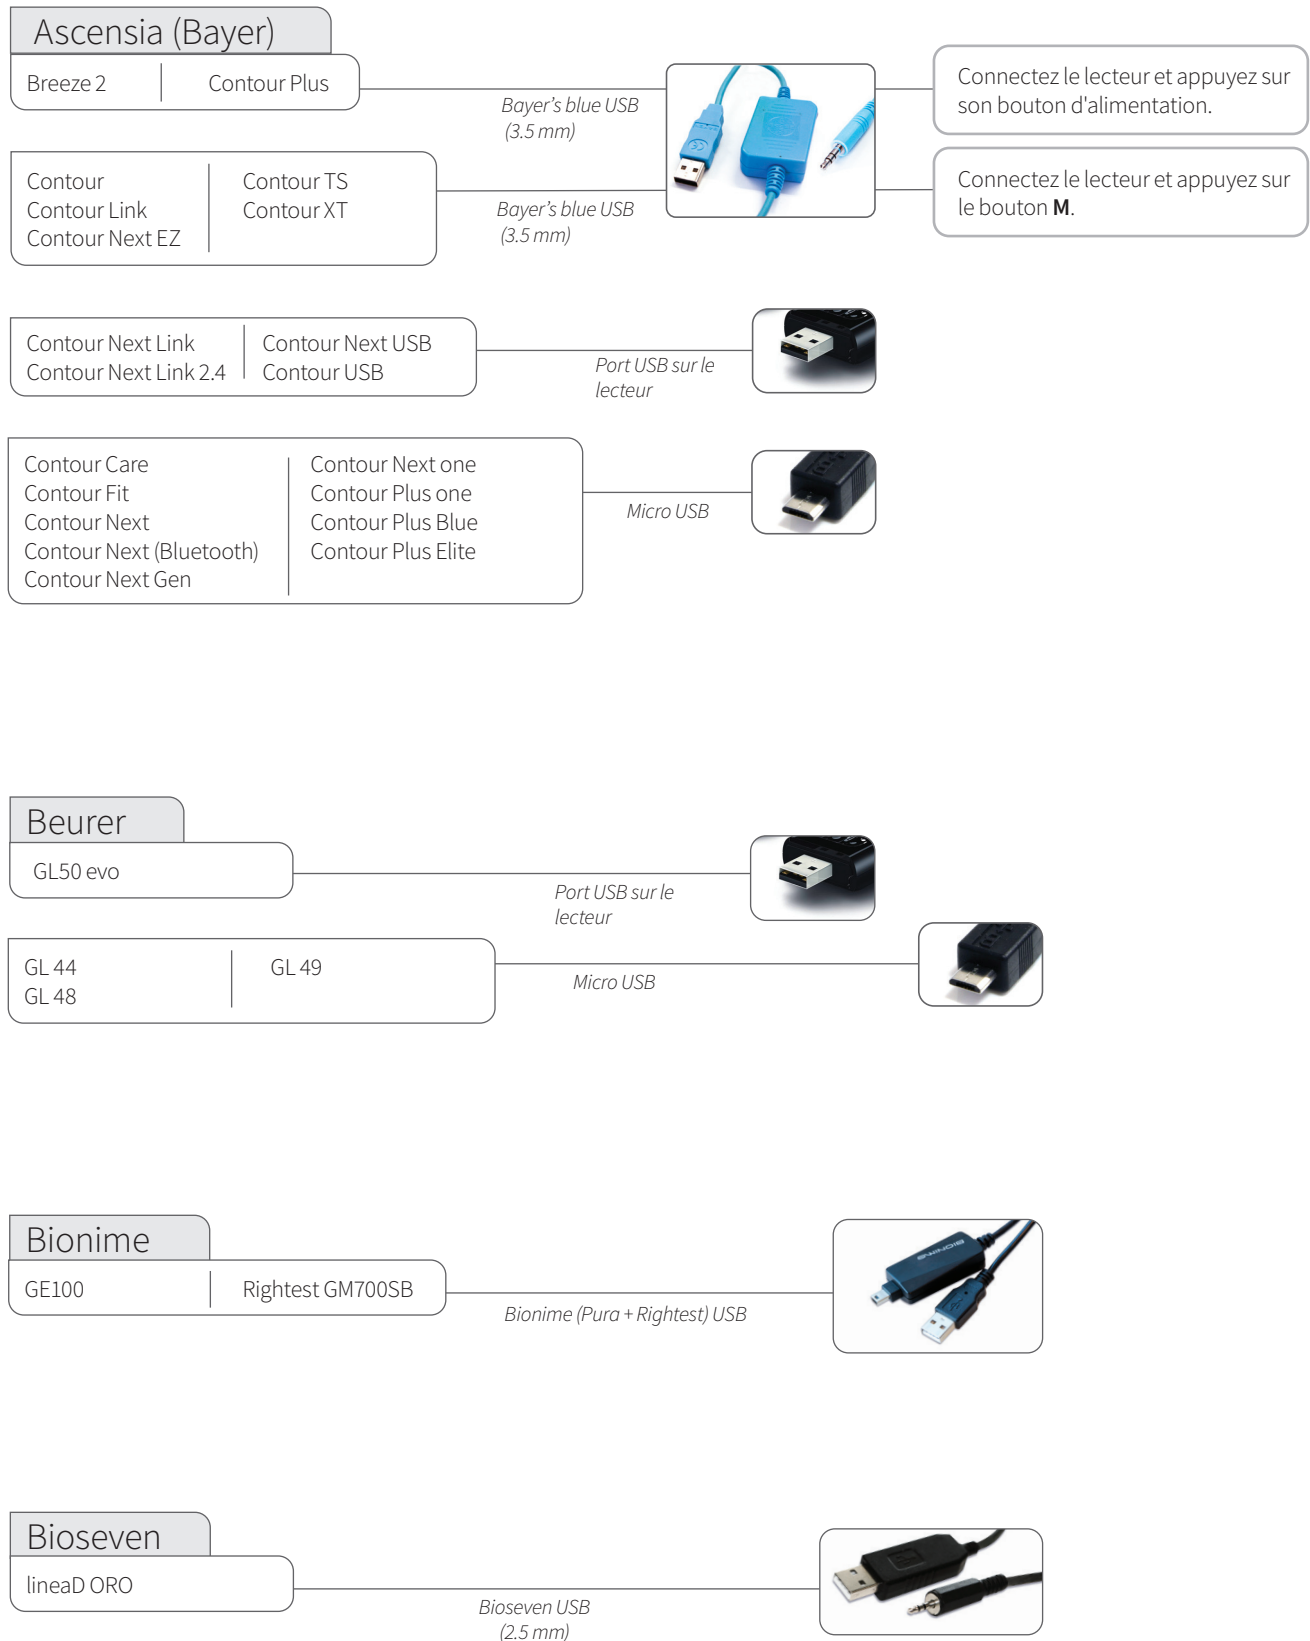 Ascensia (Bayer)
Breeze 2
Contour Plus
Bayer's blue USB
(3.5 mm)
Connectez le lecteur et appuyez sur
son bouton d'alimentation.
Contour
Contour Link
Contour Next EZ
Contour TS
Contour XT
Bayer's blue USB
(3.5 mm)
Connectez le lecteur et appuyez sur
le bouton M.
Contour Next Link
Contour Next Link 2.4
Contour Next USB
Contour USB
Port USB sur le
lecteur
Contour Care
Contour Fit
Contour Next
Contour Next (Bluetooth)
Contour Next Gen
Contour Next one
Contour Plus one
Contour Plus Blue
Contour Plus Elite
Micro USB
Beurer
GL50 evo
Port USB sur le
lecteur
GL 44
GL 48
GL 49
Micro USB
Bionime
GE100
Rightest GM700SB
Bionime (Pura + Rightest) USB
BIONIME
Bioseven
lineaD ORO
Bioseven USB
(2.5 mm)